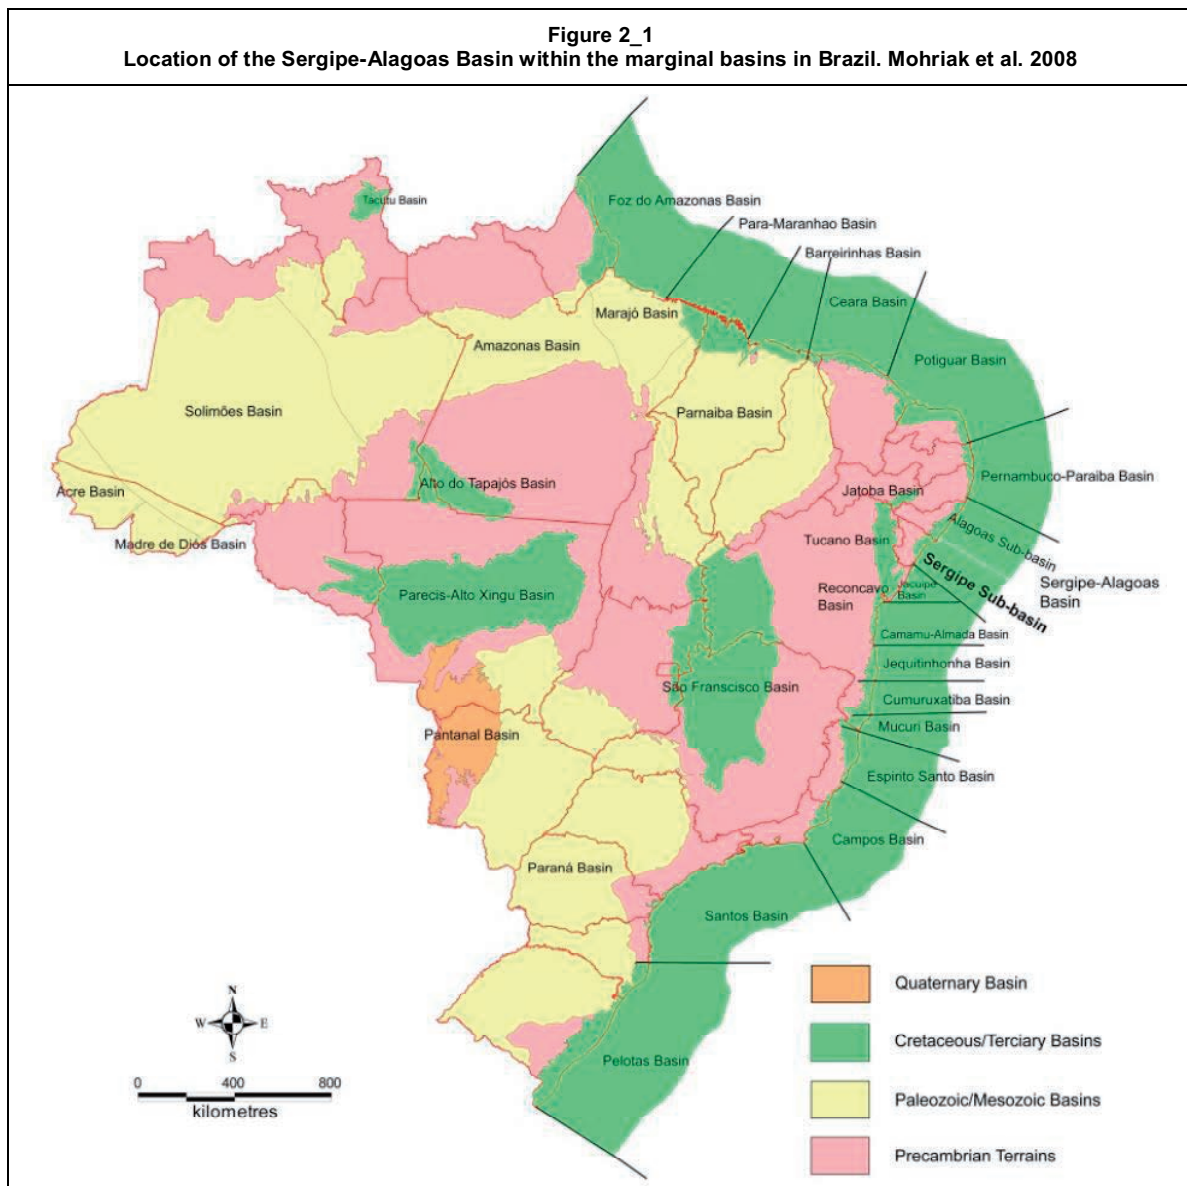 Figure 2_1
Location of the Sergipe-Alagoas Basin within the marginal basins in Brazil. Mohriak et al. 2008
Tacutu Basin
Foz do Amazonas Basin
Para-Maranhao Basin
Barreirinhas Basin
Ceara Basin
Marajó Basin
Amazonas Basin
Potiguar Basin
Solimões Basin
Parnaiba Basin
Pernambuco-Paraiba Basin
Acre Basin
Alto do Tapajós Basin
Jatoba Basin
Madre de Diós Basin
Tucano Basin
Alagoas Sub-basin
Sergipe Sub-basin
Sergipe-Alagoas
Basin
Reconcavo
Basin
Jacuipe
Basin
Parecis-Alto Xingu Basin
Camamu-Almada Basin
Jequitinhonha Basin
São Franscisco Basin
Cumuruxatiba Basin
Mucuri Basin
Pantanal Basin
Espirito Santo Basin
Campos Basin
Paraná Basin
Santos Basin
Pelotas Basin
N
W E
S
0 400 800
kilometres
Quaternary Basin
Cretaceous/Terciary Basins
Paleozoic/Mesozoic Basins
Precambrian Terrains